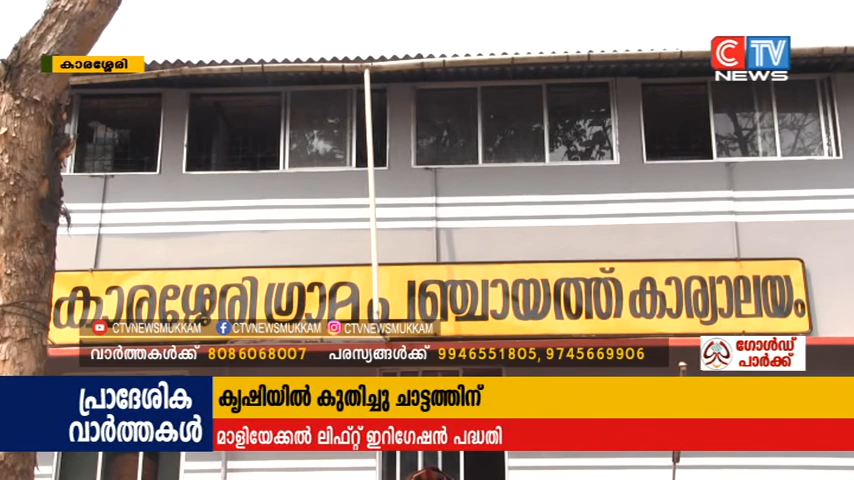 CTV
NEWS
കാരശ്ശേരി
കാരശ്ശേരി ഗ്രാമ പഞ്ചായത്ത് കാര്യാലയം
CTVNEWSMUKKAM CTVNEWSMUKKAM CTVNEWSMUKKAM
വാർത്തകൾക്ക് 8086068007 പരസ്യങ്ങൾക്ക് 9946551805, 9745669906
ഗോൾഡ്
പാർക്ക്
പ്രാദേശിക
വാർത്തകൾ
കൃഷിയിൽ കുതിച്ചു ചാട്ടത്തിന്
മാളിയേക്കൽ ലിഫ്റ്റ് ഇറിഗേഷൻ പദ്ധതി